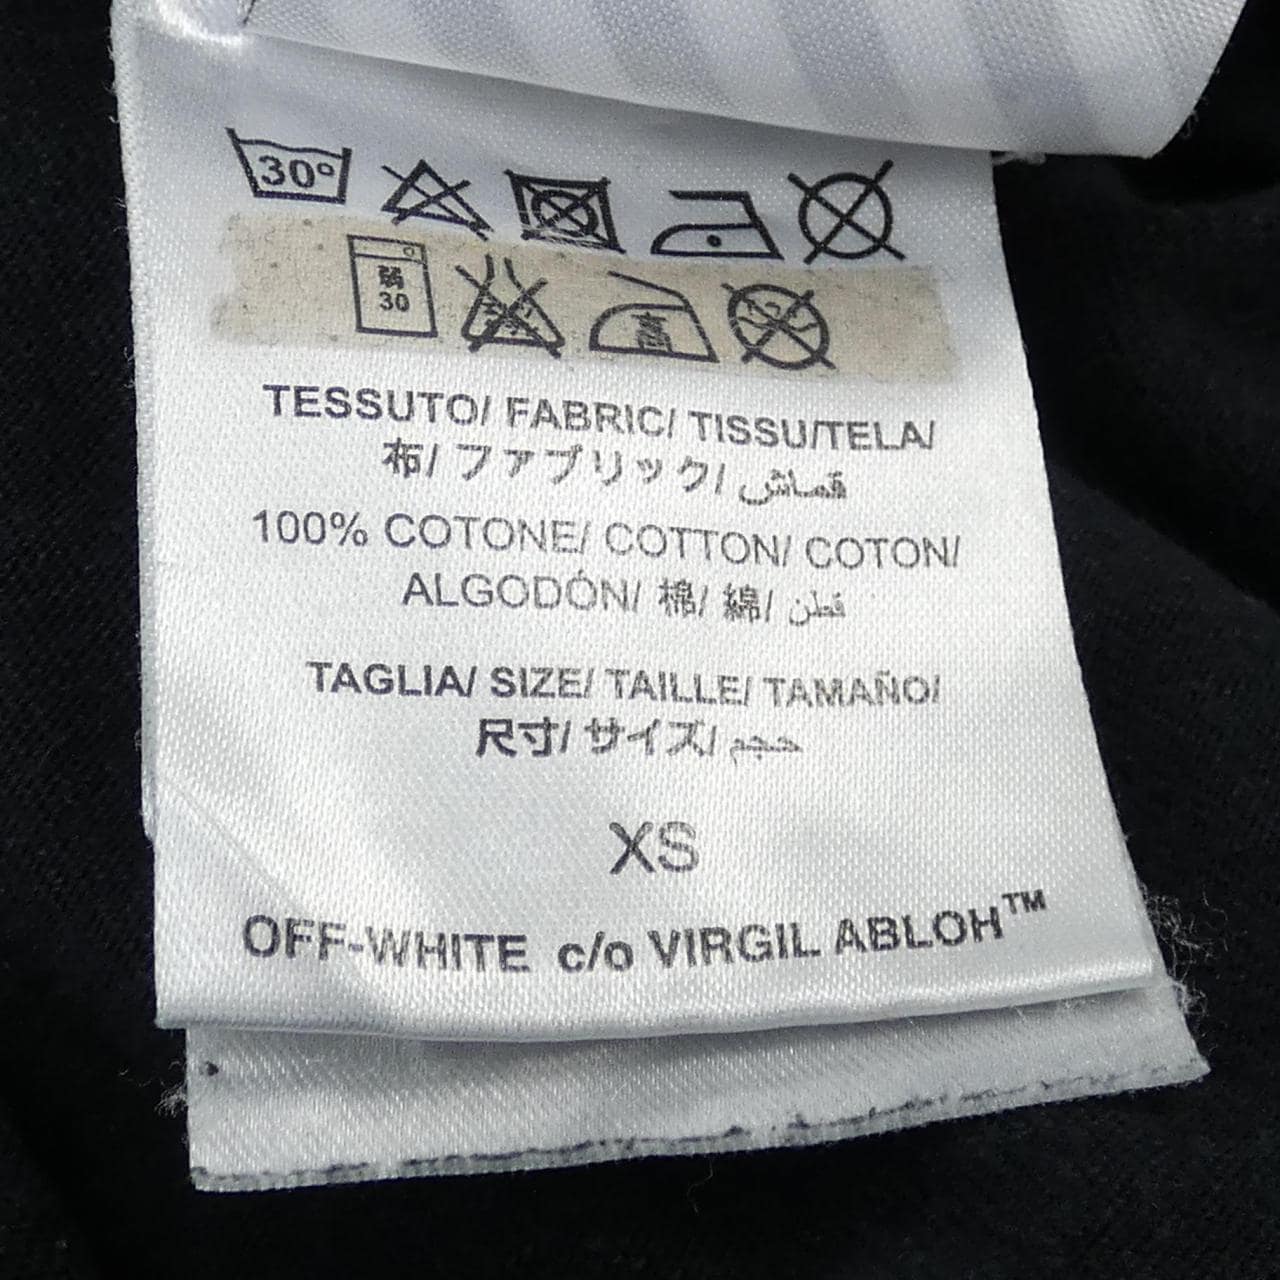 30°
弱
30
高
TESSUTO/ FABRIC/ TISSU/TELA/
布/ ファブリック/ قماش
100% COTONE/ COTTON/ COTON/
ALGODÓN/ 棉/ 綿/ قطن
TAGLIA/ SIZE/ TAILLE/ TAMAÑO/
尺寸/ サイズ/ حجم
XS
OFF-WHITE c/o VIRGIL ABLOH™